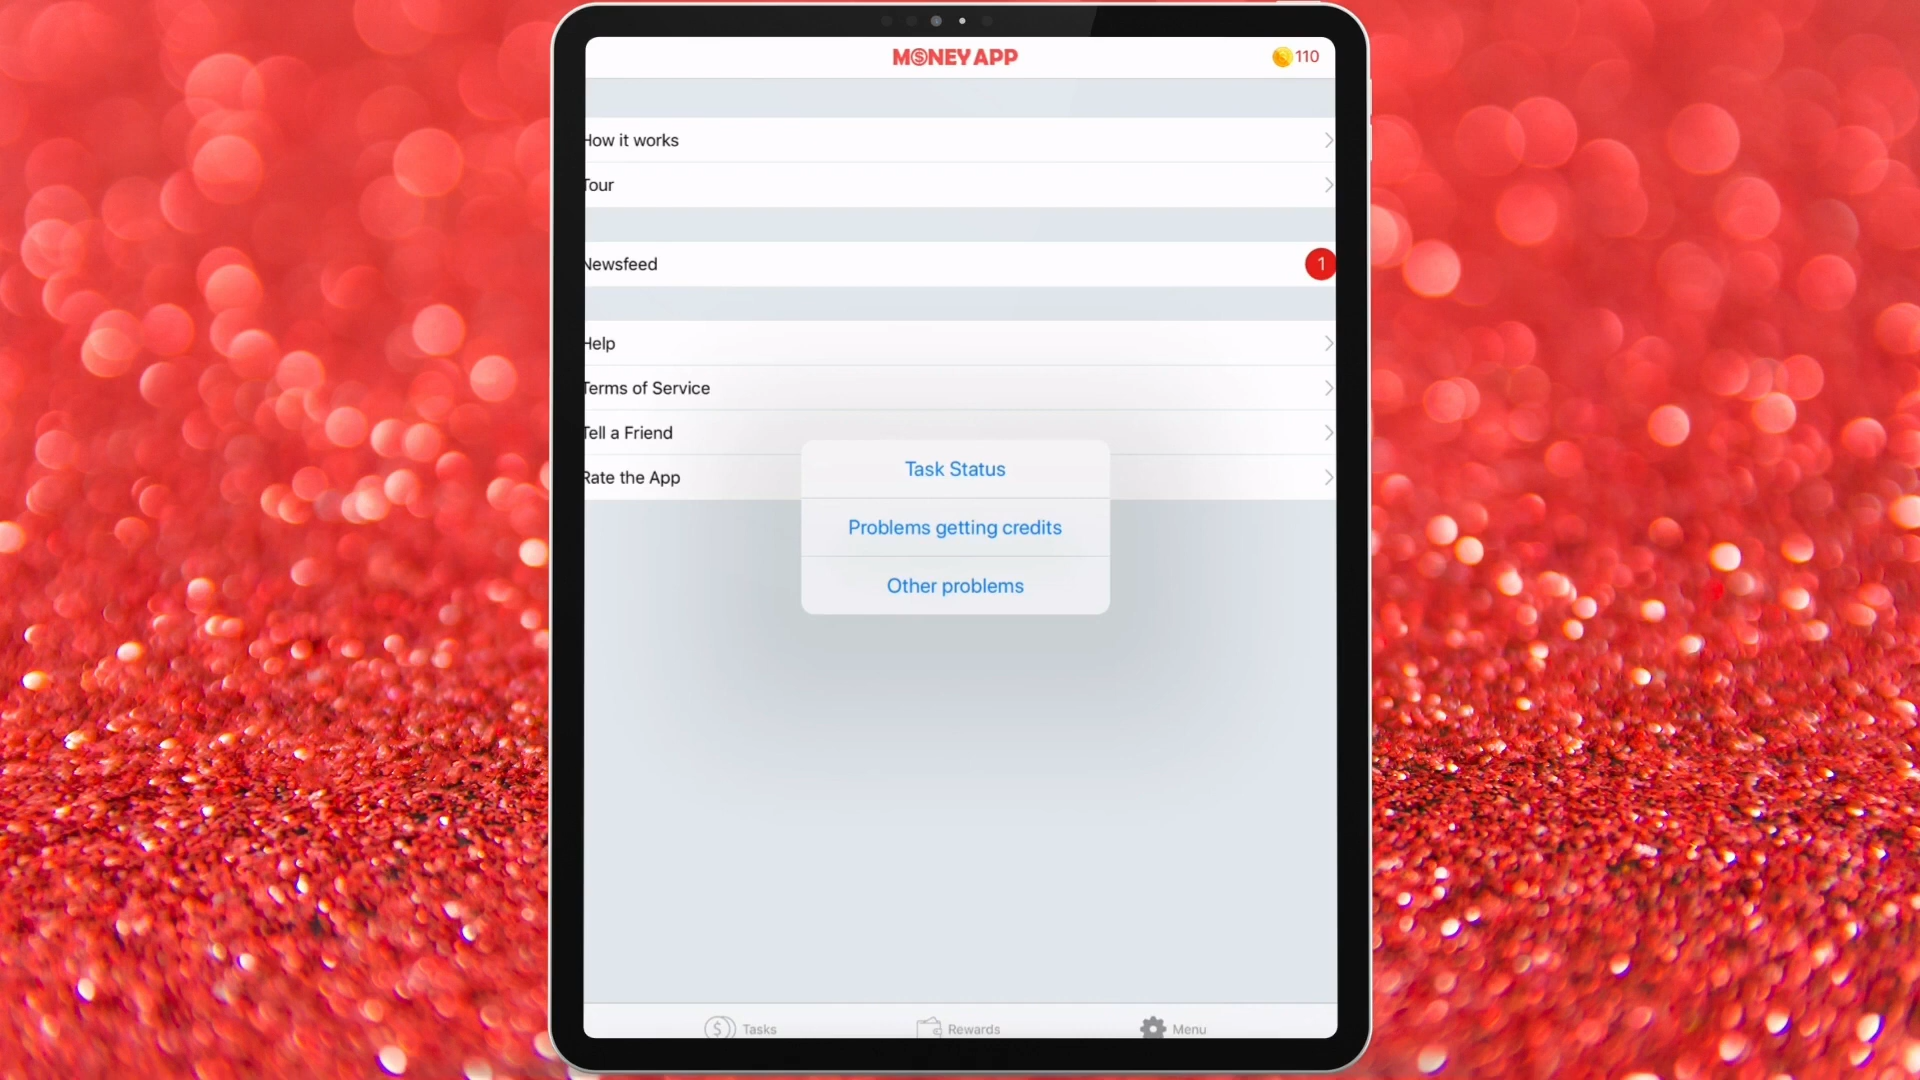 M$NEY APP
110
How it works
Tour
Newsfeed
1
Help
Terms of Service
Tell a Friend
Rate the App
Task Status
Problems getting credits
Other problems
Tasks
Rewards
Menu